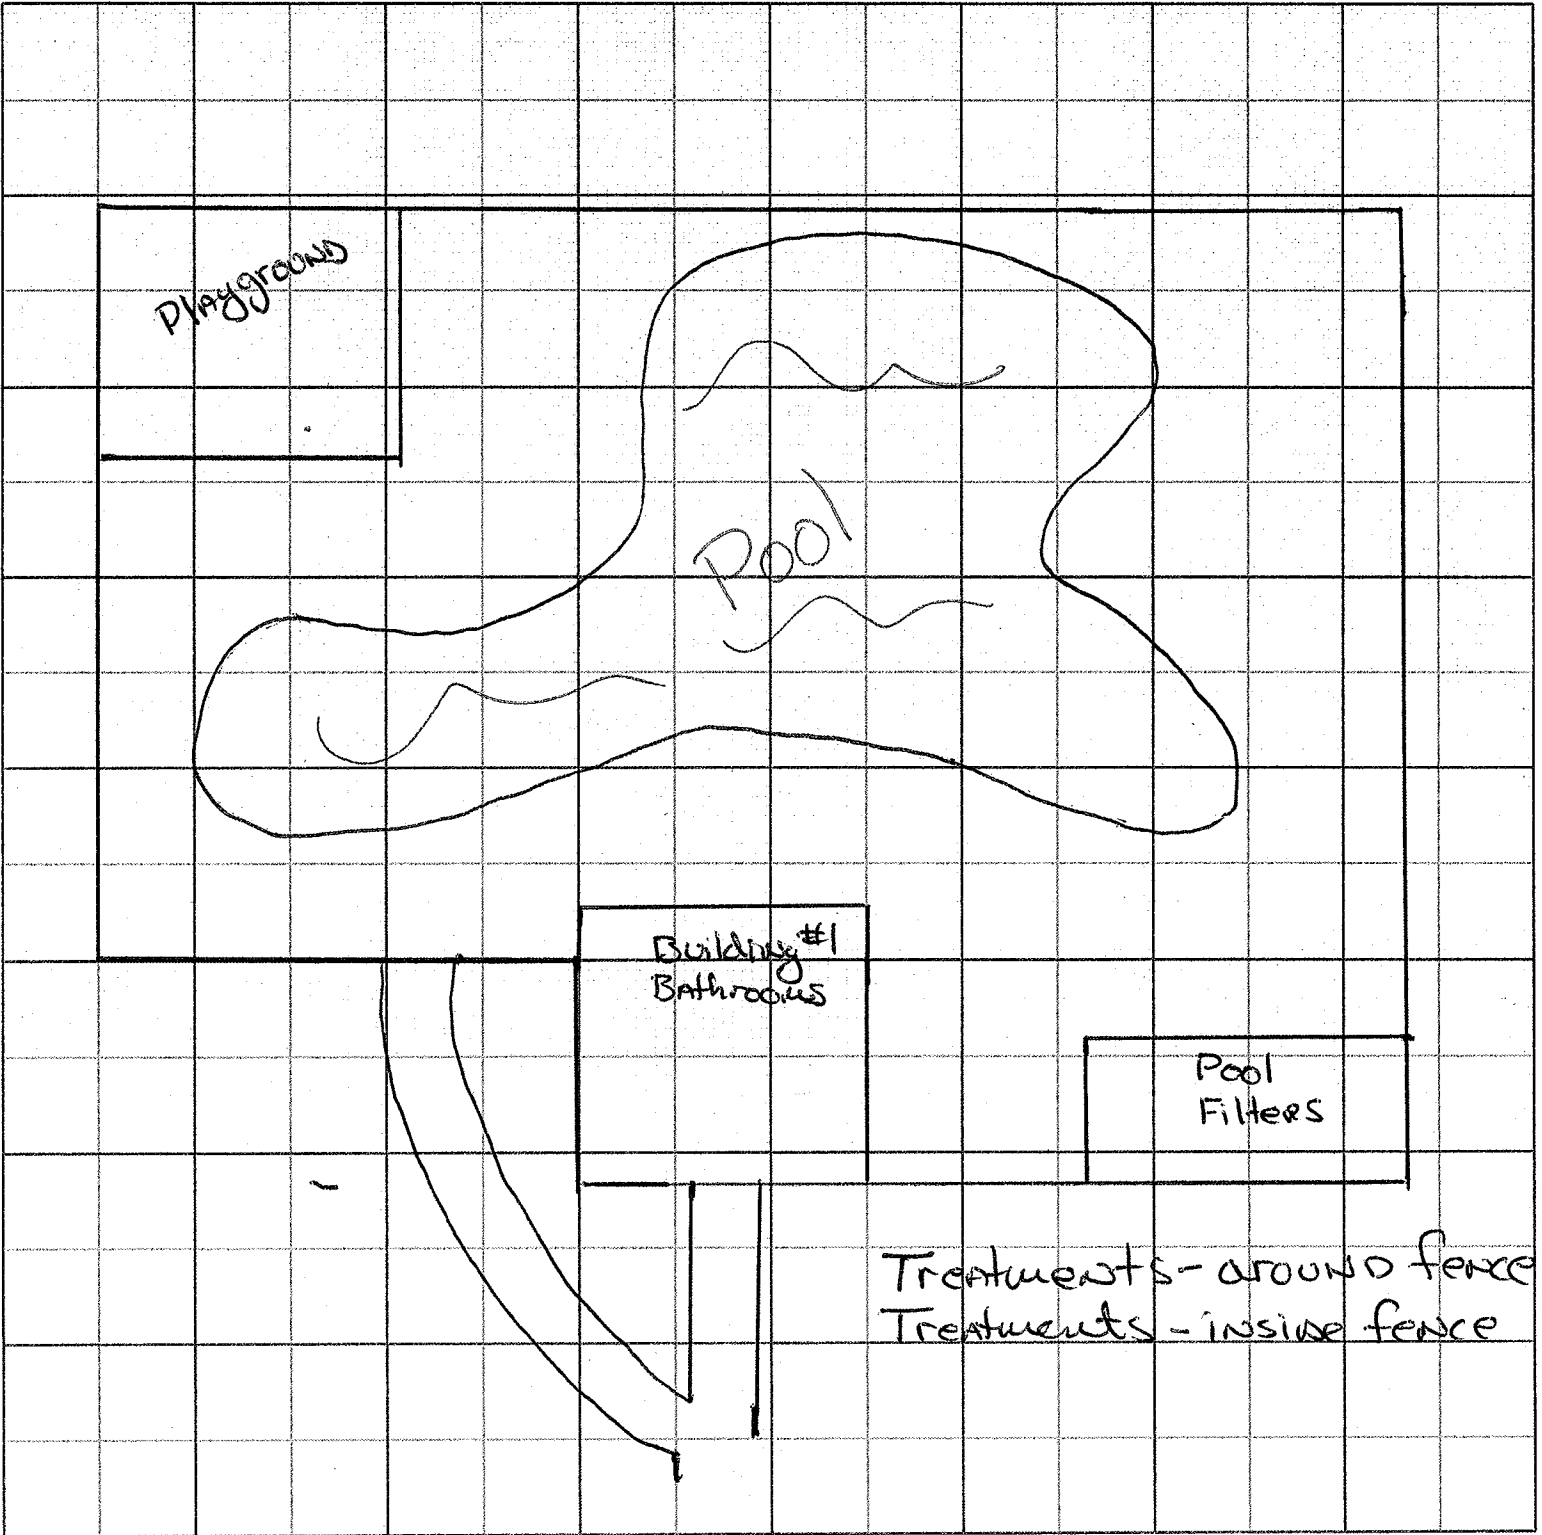 Playground
Pool
Building #1
Bathrooms
Pool
Filters
Treatments - around fence
Treatments - inside fence